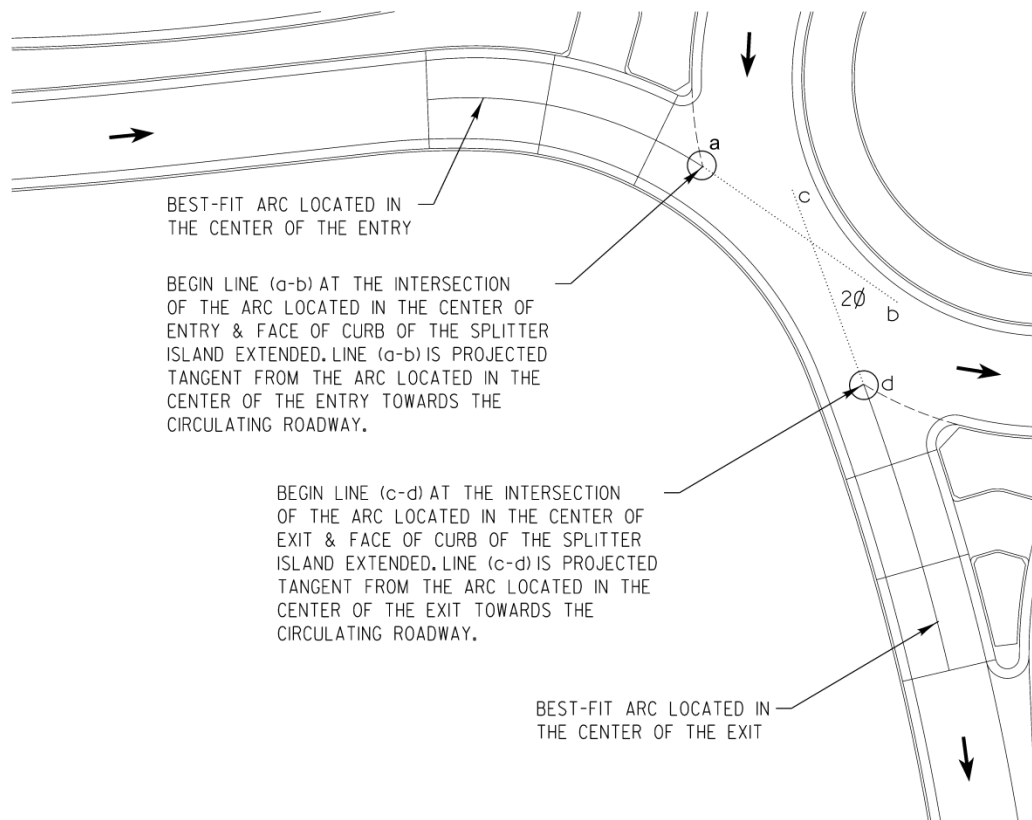 a
BEST-FIT ARC LOCATED IN
THE CENTER OF THE ENTRY
c
BEGIN LINE (a-b) AT THE INTERSECTION
OF THE ARC LOCATED IN THE CENTER OF
ENTRY & FACE OF CURB OF THE SPLITTER
ISLAND EXTENDED. LINE (a-b) IS PROJECTED
TANGENT FROM THE ARC LOCATED IN THE
CENTER OF THE ENTRY TOWARDS THE
CIRCULATING ROADWAY.
2Ø
b
d
BEGIN LINE (c-d) AT THE INTERSECTION
OF THE ARC LOCATED IN THE CENTER OF
EXIT & FACE OF CURB OF THE SPLITTER
ISLAND EXTENDED. LINE (c-d) IS PROJECTED
TANGENT FROM THE ARC LOCATED IN THE
CENTER OF THE EXIT TOWARDS THE
CIRCULATING ROADWAY.
BEST-FIT ARC LOCATED IN
THE CENTER OF THE EXIT